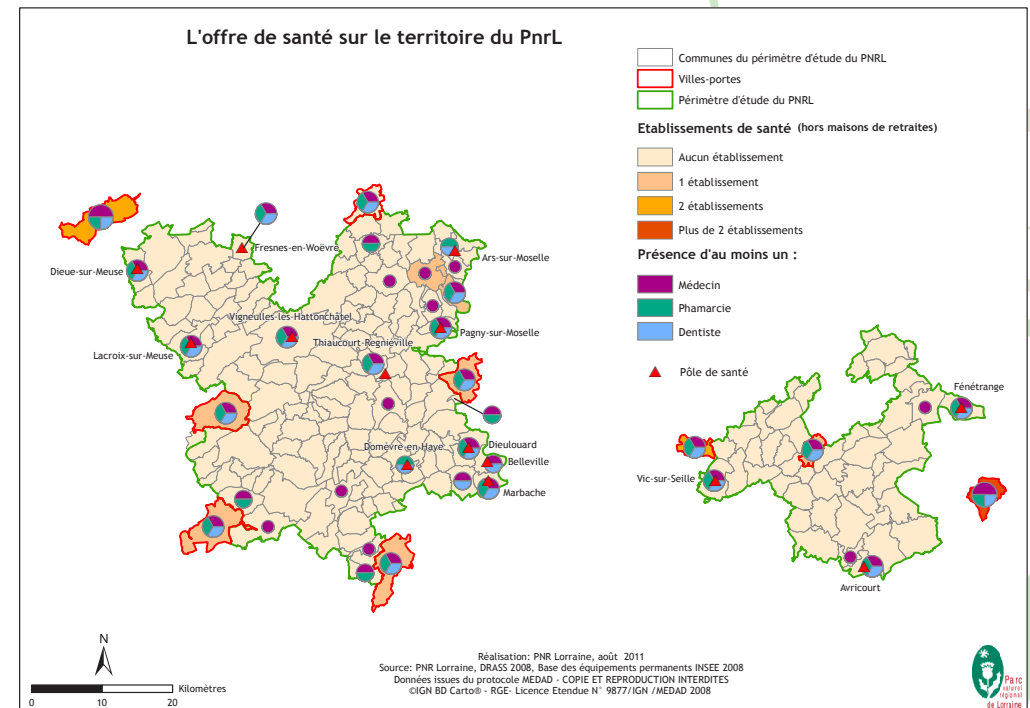 L'offre de santé sur le territoire du PnrL
Communes du périmètre d'étude du PNRL
Villes-portes
Périmètre d'étude du PNRL
Etablissements de santé (hors maisons de retraites)
Aucun établissement
1 établissement
2 établissements
Plus de 2 établissements
Présence d'au moins un :
Médecin
Phamarcie
Dentiste
Pôle de santé
Fresnes-en-Woëvre
Ars-sur-Moselle
Dieue-sur-Meuse
Vigneulles-lès-Hattonchâtel
Pagny-sur-Moselle
Thiaucourt-Regniéville
Lacroix-sur-Meuse
Fénétrange
Domèvre-en-Haye
Dieulouard
Belleville
Vic-sur-Seille
Marbache
Avricourt
N
Kilomètres
0 10 20
Réalisation: PNR Lorraine, août 2011
Source: PNR Lorraine, DRASS 2008, Base des équipements permanents INSEE 2008
Données issues du protocole MEDAD - COPIE ET REPRODUCTION INTERDITES
©IGN BD Carto® - RGE- Licence Etendue N° 9877/IGN /MEDAD 2008
Parc
naturel
régional
de Lorraine